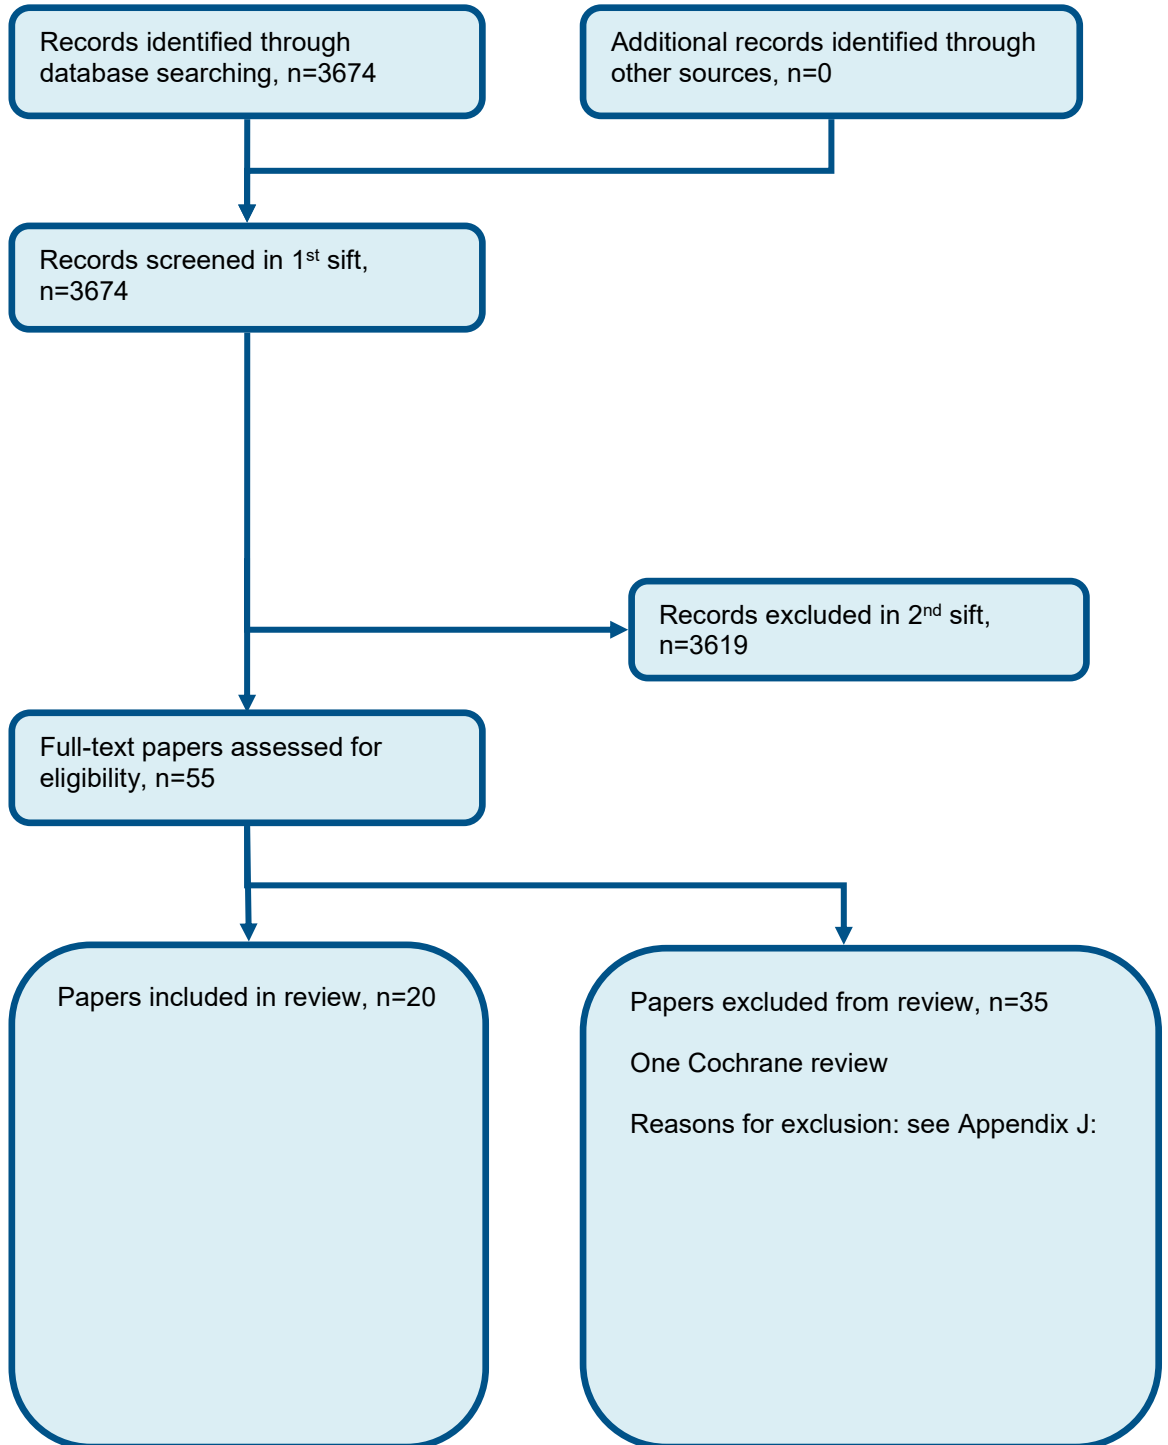 Records identified through
database searching, n=3674
Additional records identified through
other sources, n=0
Records screened in 1st sift,
n=3674
Records excluded in 2nd sift,
n=3619
Full-text papers assessed for
eligibility, n=55
Papers included in review, n=20
Papers excluded from review, n=35
One Cochrane review
Reasons for exclusion: see Appendix J: